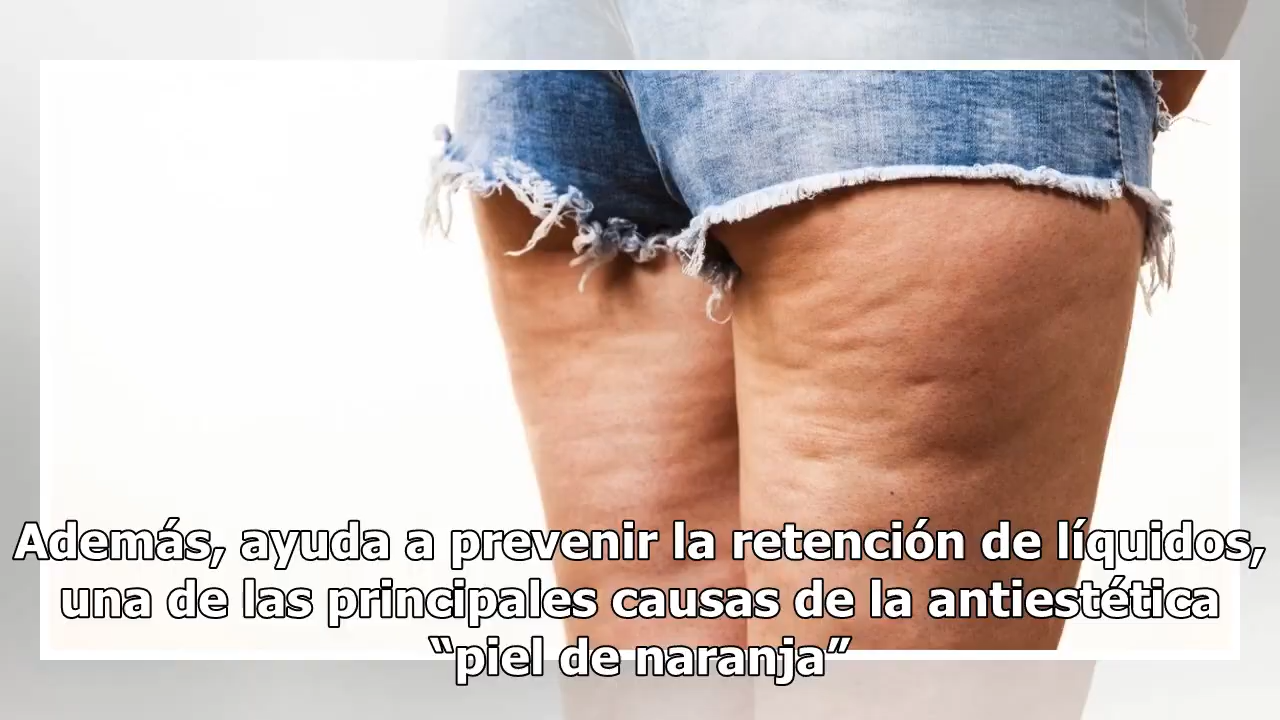 Además, ayuda a prevenir la retención de líquidos,
una de las principales causas de la antiestética
“piel de naranja”